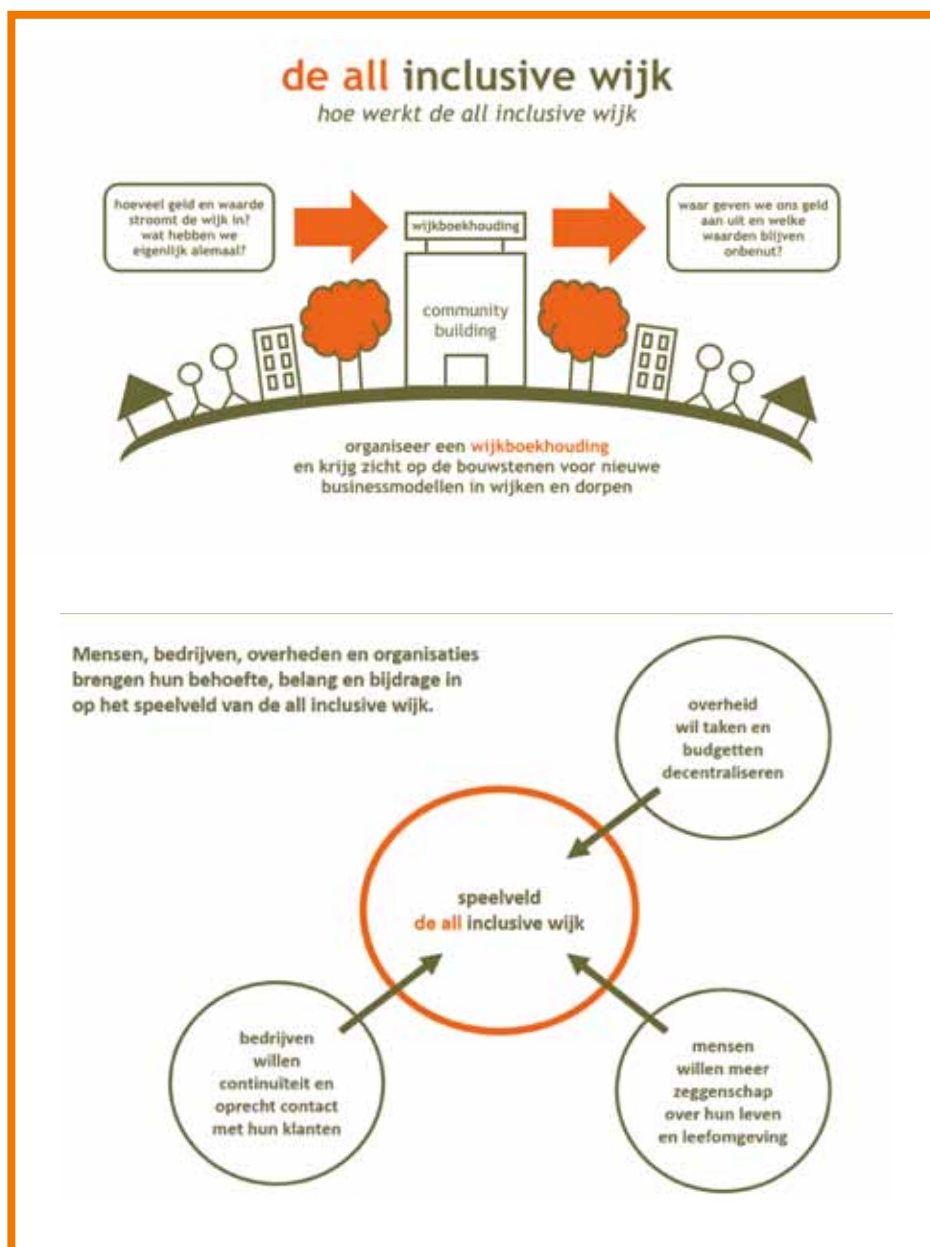 de all inclusive wijk
hoe werkt de all inclusive wijk
hoeveel geld en waarde
stroomt de wijk in?
wat hebben we
eigenlijk alemaal?
wijkboekhouding
waar geven we ons geld
aan uit en welke
waarden blijven
onbenut?
community
building
organiseer een wijkboekhouding
en krijg zicht op de bouwstenen voor nieuwe
businessmodellen in wijken en dorpen
Mensen, bedrijven, overheden en organisaties
brengen hun behoefte, belang en bijdrage in
op het speelveld van de all inclusive wijk.
overheid
wil taken en
budgetten
decentraliseren
speelveld
de all inclusive wijk
bedrijven
willen
continuïteit en
oprecht contact
met hun klanten
mensen
willen meer
zeggenschap
over hun leven
en leefomgeving